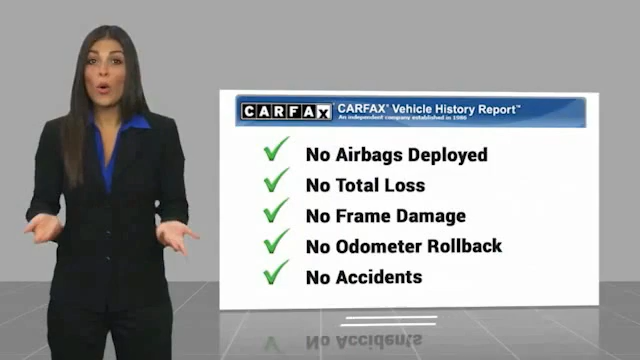 CARFAX CARFAX® Vehicle History Report™
An independent company established in 1986
No Airbags Deployed
No Total Loss
No Frame Damage
No Odometer Rollback
No Accidents